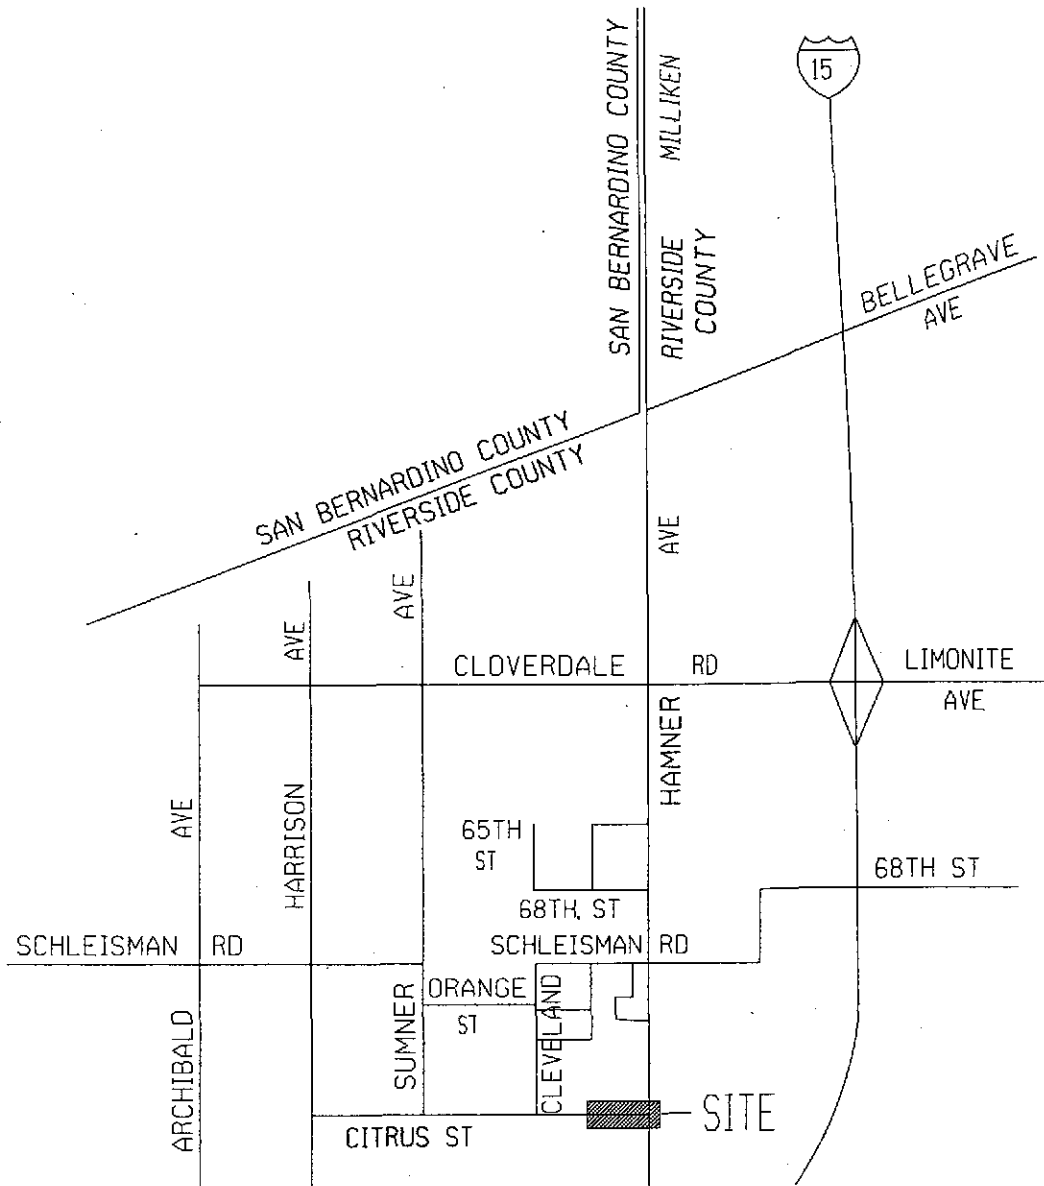 15
SAN BERNARDINO COUNTY
MILLIKEN
RIVERSIDE
COUNTY
BELLEGRAVE
AVE
SAN BERNARDINO COUNTY
RIVERSIDE COUNTY
AVE
AVE
AVE
CLOVERDALE RD
LIMONITE
AVE
HAMNER
AVE
HARRISON
65TH
ST
68TH ST
68TH. ST
SCHLEISMAN RD
SCHLEISMAN RD
ORANGE
ST
CLEVELAND
SUMNER
ARCHIBALD
SITE
CITRUS ST